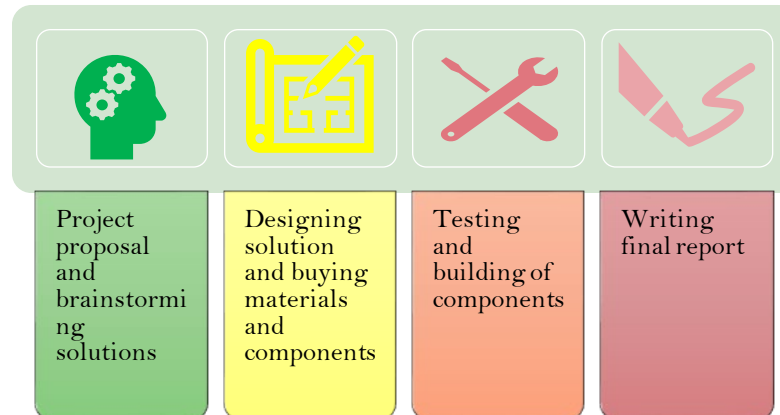 Project
proposal
and
brainstormi
ng
solutions
Designing
solution
and buying
materials
and
components
Testing
and
building of
components
Writing
final report